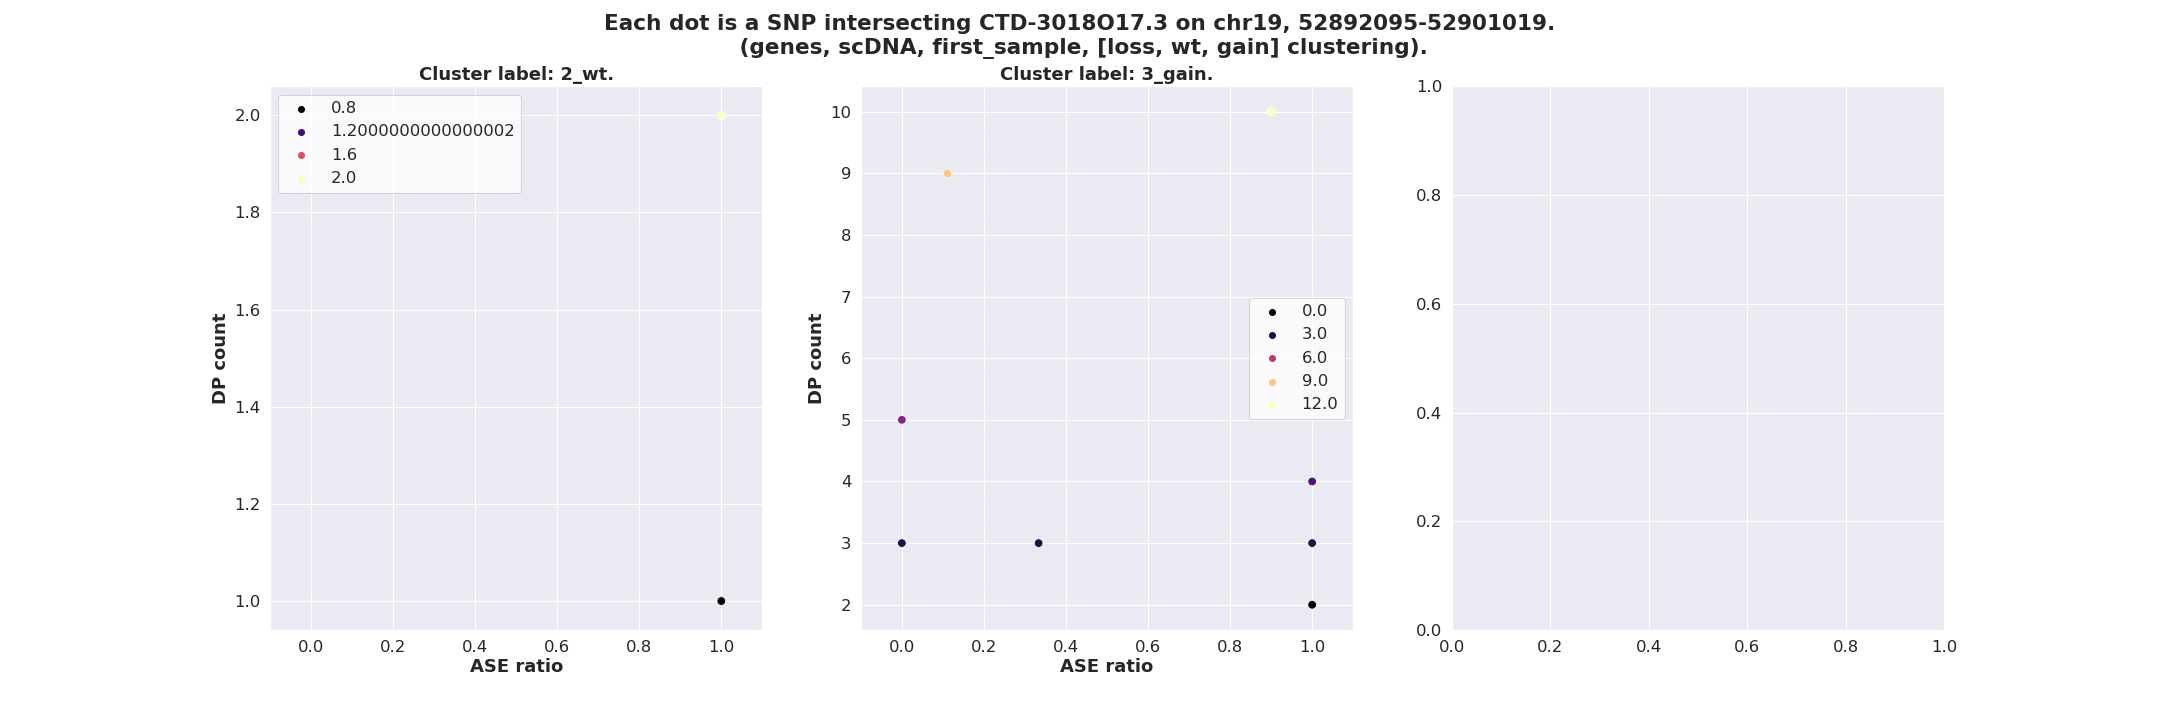 Each dot is a SNP intersecting CTD-3018O17.3 on chr19, 52892095-52901019.
(genes, scDNA, first_sample, [loss, wt, gain] clustering).
Cluster label: 2_wt.
DP count
2.0
1.8
1.6
1.4
1.2
1.0
0.8
1.2000000000000002
1.6
2.0
0.0 0.2 0.4 0.6 0.8 1.0
ASE ratio
Cluster label: 3_gain.
DP count
10
9
8
7
6
5
4
3
2
0.0
3.0
6.0
9.0
12.0
0.0 0.2 0.4 0.6 0.8 1.0
ASE ratio
1.0
0.8
0.6
0.4
0.2
0.0
0.0 0.2 0.4 0.6 0.8 1.0